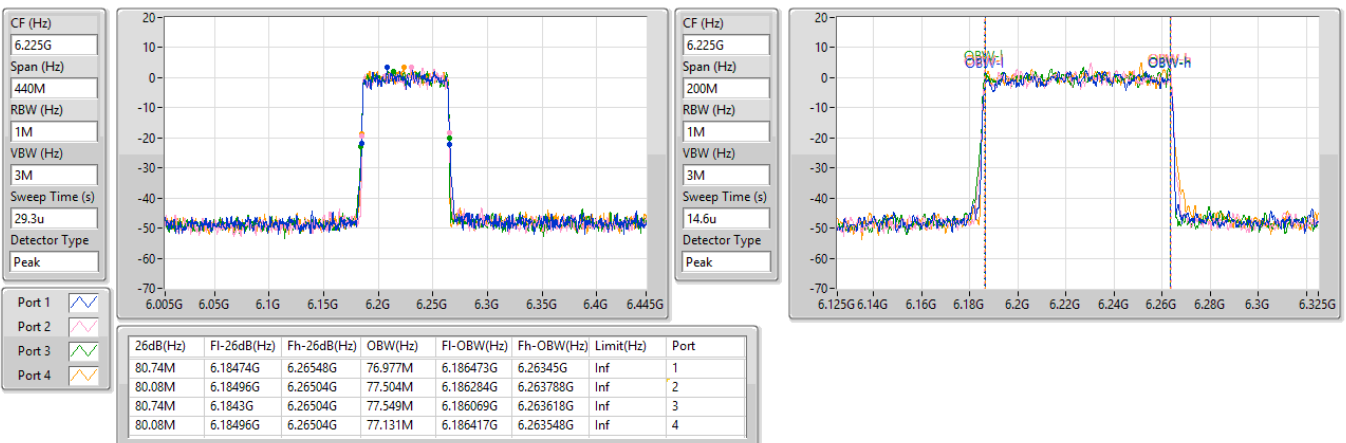 CF (Hz)
6.225G
Span (Hz)
440M
RBW (Hz)
1M
VBW (Hz)
3M
Sweep Time (s)
29.3u
Detector Type
Peak
20
10
0
-10
-20
-30
-40
-50
-60
-70
6.005G 6.05G 6.1G 6.15G 6.2G 6.25G 6.3G 6.35G 6.4G 6.445G
CF (Hz)
6.225G
Span (Hz)
200M
RBW (Hz)
1M
VBW (Hz)
3M
Sweep Time (s)
14.6u
Detector Type
Peak
20
10
0
-10
-20
-30
-40
-50
-60
-70
OBW-l OBW-h
6.125G 6.14G 6.16G 6.18G 6.2G 6.22G 6.24G 6.26G 6.28G 6.3G 6.325G
Port 1
Port 2
Port 3
Port 4
26dB(Hz) Fl-26dB(Hz) Fh-26dB(Hz) OBW(Hz) Fl-OBW(Hz) Fh-OBW(Hz) Limit(Hz) Port
80.74M 6.18474G 6.26548G 76.977M 6.186473G 6.26345G Inf 1
80.08M 6.18496G 6.26504G 77.504M 6.186284G 6.263788G Inf 2
80.74M 6.1843G 6.26504G 77.549M 6.186069G 6.263618G Inf 3
80.08M 6.18496G 6.26504G 77.131M 6.186417G 6.263548G Inf 4